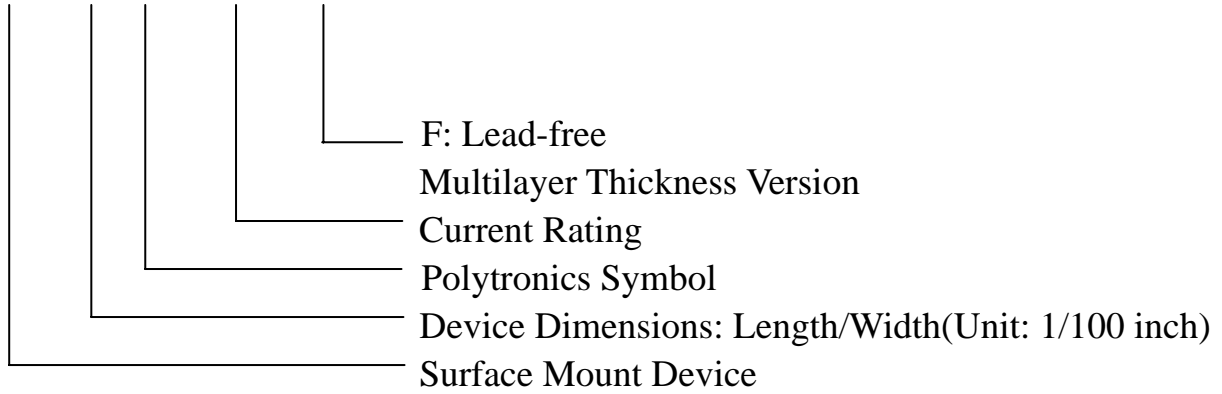 F: Lead-free
Multilayer Thickness Version
Current Rating
Polytronics Symbol
Device Dimensions: Length/Width(Unit: 1/100 inch)
Surface Mount Device